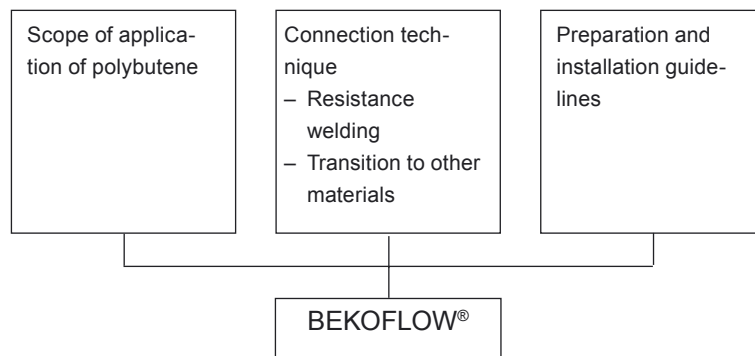 Scope of applica-
tion of polybutene
Connection tech-
nique
– Resistance
welding
– Transition to other
materials
Preparation and
installation guide-
lines
BEKOFLOW®